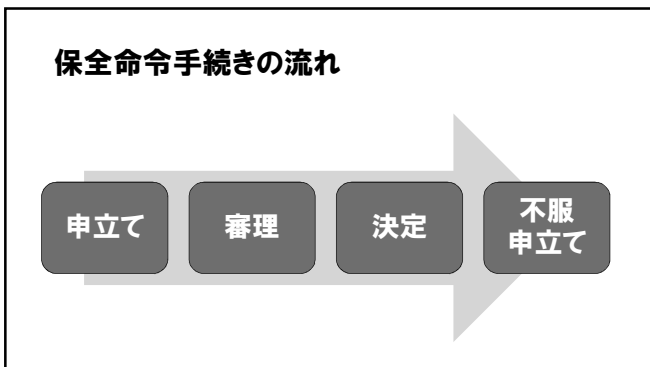 保全命令手続きの流れ
申立て
審理
決定
不服
申立て